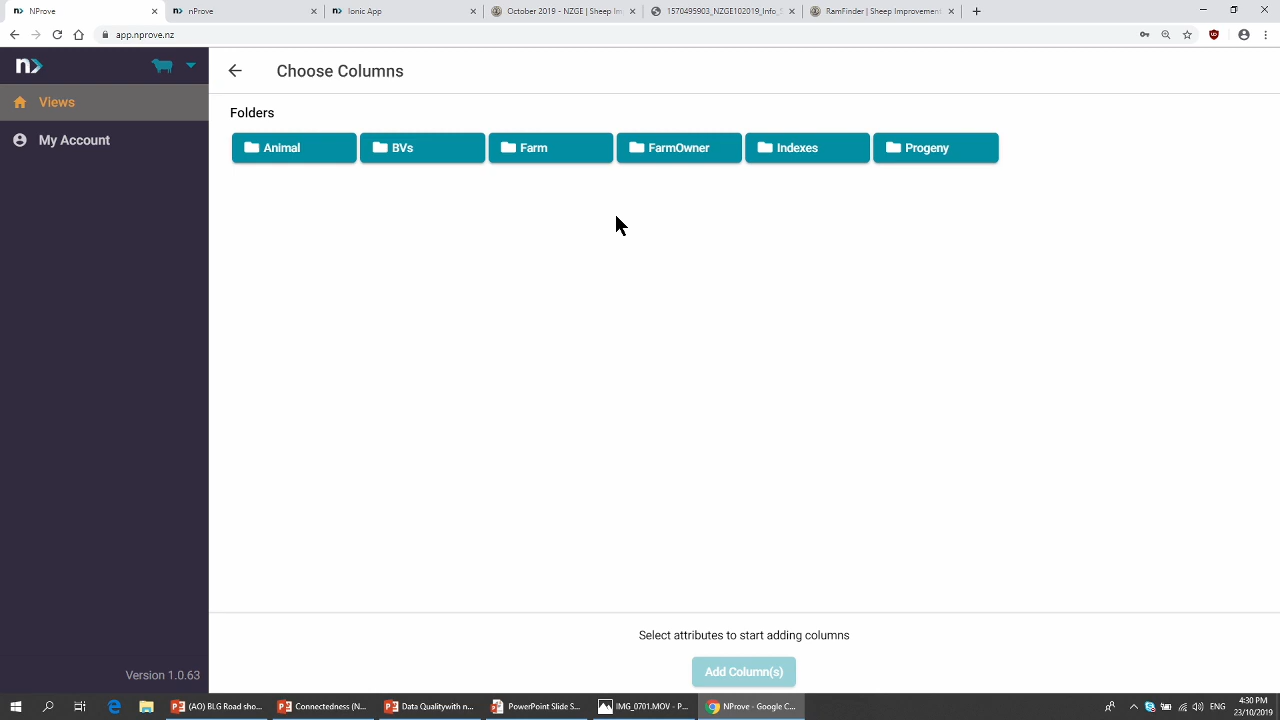 NProve
NProve
Ionic App
October 2019 - NZGE | Sheep Im
1570495903_NZGE102019_Info_S
RamFinder | Sheep Improvement
app.nprove.nz
n>
Choose Columns
Views
Folders
My Account
Animal
BVs
Farm
FarmOwner
Indexes
Progeny
Select attributes to start adding columns
Add Column(s)
Version 1.0.63
(AO) BLG Road sho...
Connectedness (N...
Data Qualitywith n...
PowerPoint Slide S...
IMG_0701.MOV - P...
NProve - Google C...
ENG
4:30 PM
23/10/2019